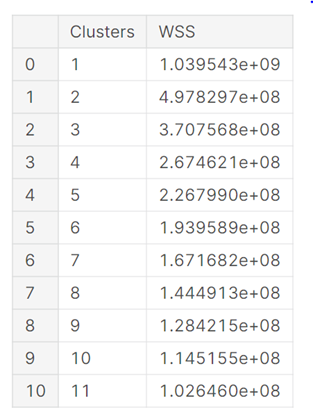 Clusters WSS
0 1 1.039543e+09
1 2 4.978297e+08
2 3 3.707568e+08
3 4 2.674621e+08
4 5 2.267990e+08
5 6 1.939589e+08
6 7 1.671682e+08
7 8 1.444913e+08
8 9 1.284215e+08
9 10 1.145155e+08
10 11 1.026460e+08